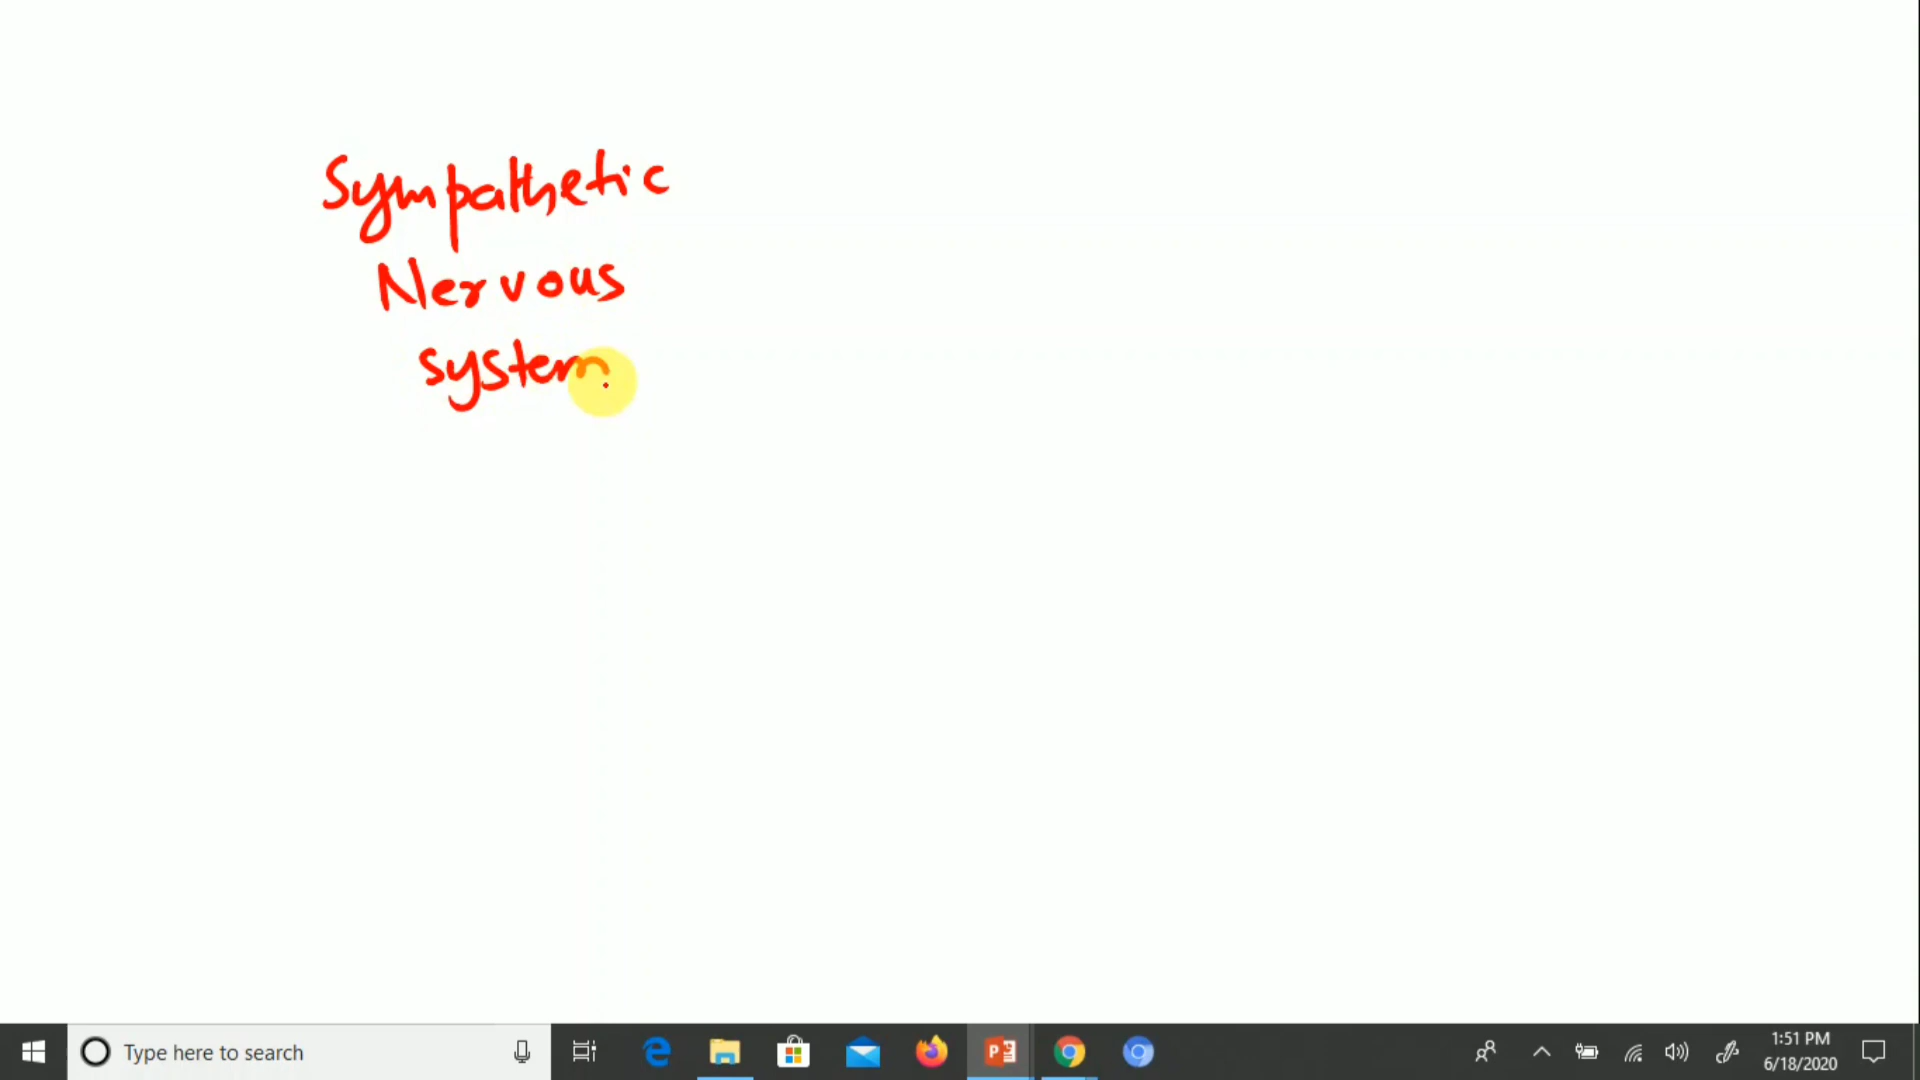 Sympathetic
Nervous
system
Type here to search
1:51 PM
6/18/2020